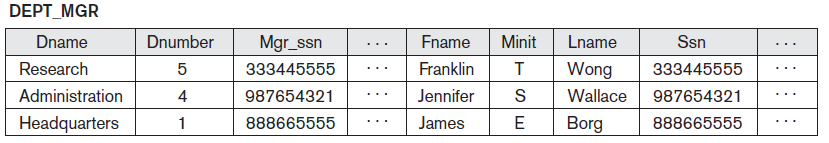 DEPT_MGR
Dname Dnumber Mgr_ssn ... Fname Minit Lname Ssn ...
Research 5 333445555 ... Franklin T Wong 333445555 ...
Administration 4 987654321 ... Jennifer S Wallace 987654321 ...
Headquarters 1 888665555 ... James E Borg 888665555 ...